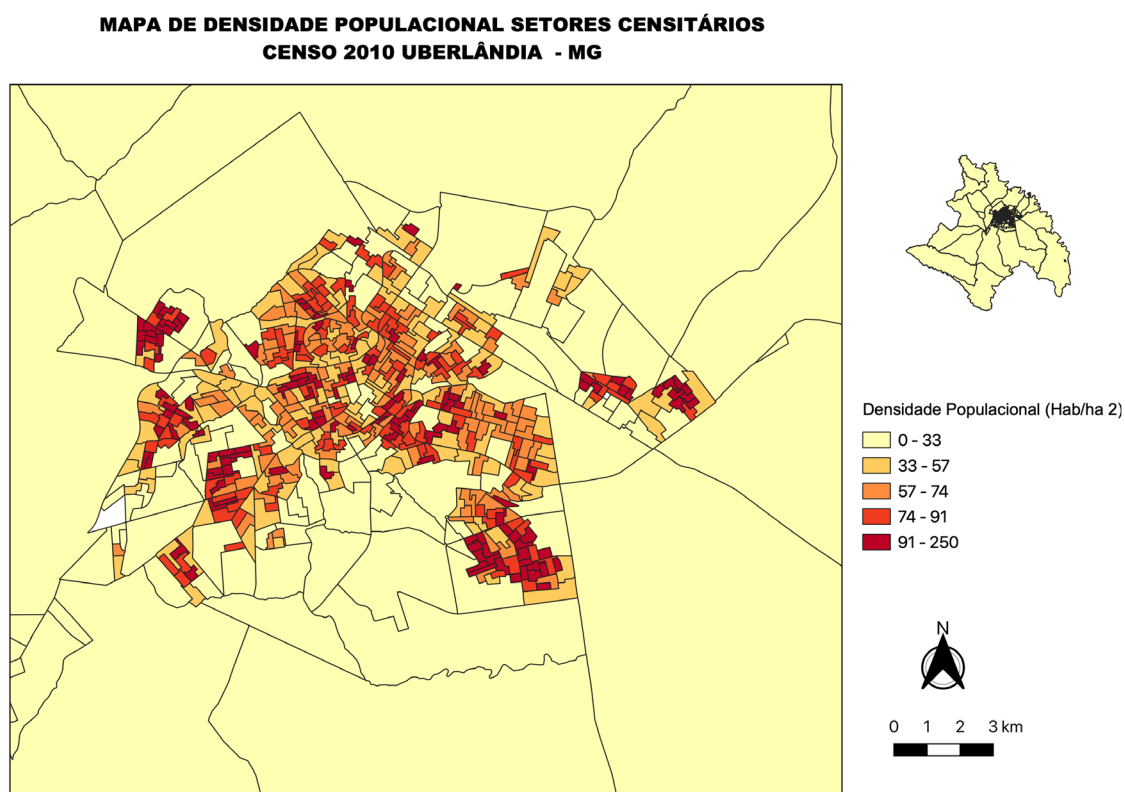 MAPA DE DENSIDADE POPULACIONAL SETORES CENSITÁRIOS
CENSO 2010 UBERLÂNDIA - MG
Densidade Populacional (Hab/ha 2)
0 - 33
33 - 57
57 - 74
74 - 91
91 - 250
N
0 1 2 3 km